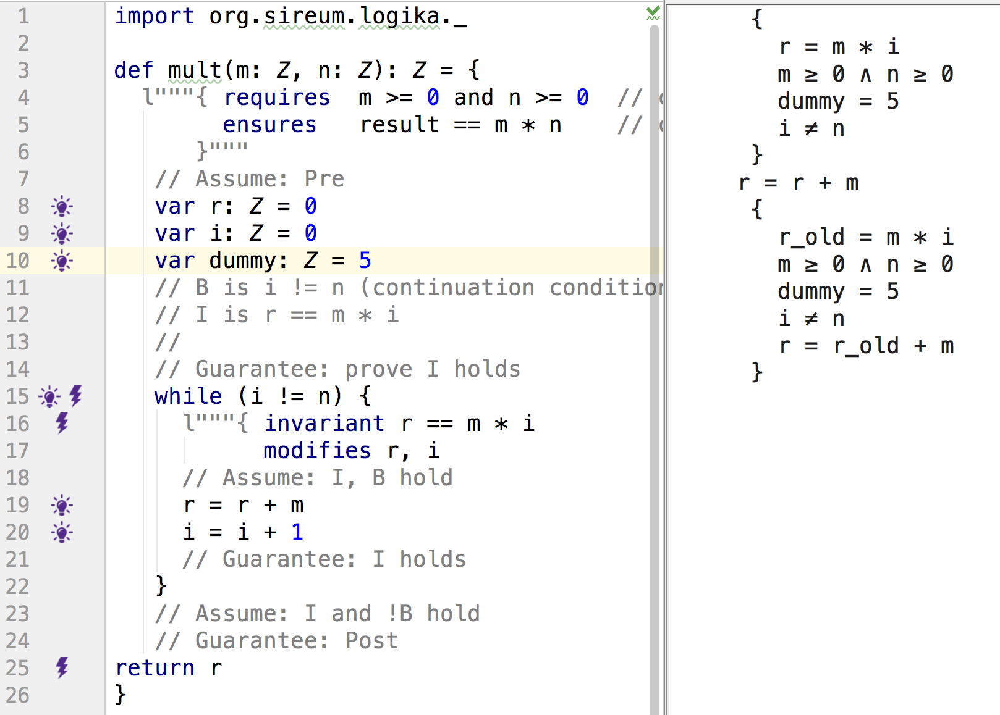 1 import org.sireum.logika._
2
3 def mult(m: Z, n: Z): Z = {
4 l"""{ requires m >= 0 and n >= 0 //
5 ensures result == m * n //
6 }"""
7 // Assume: Pre
8 var r: Z = 0
9 var i: Z = 0
10 var dummy: Z = 5
11 // B is i != n (continuation condition
12 // I is r == m * i
13 //
14 // Guarantee: prove I holds
15 while (i != n) {
16 l"""{ invariant r == m * i
17 modifies r, i
18 // Assume: I, B hold
19 r = r + m
20 i = i + 1
21 // Guarantee: I holds
22 }
23 // Assume: I and !B hold
24 // Guarantee: Post
25 return r
26 }
{
r = m * i
m ≥ 0 ∧ n ≥ 0
dummy = 5
i ≠ n
}
r = r + m
{
r_old = m * i
m ≥ 0 ∧ n ≥ 0
dummy = 5
i ≠ n
r = r_old + m
}